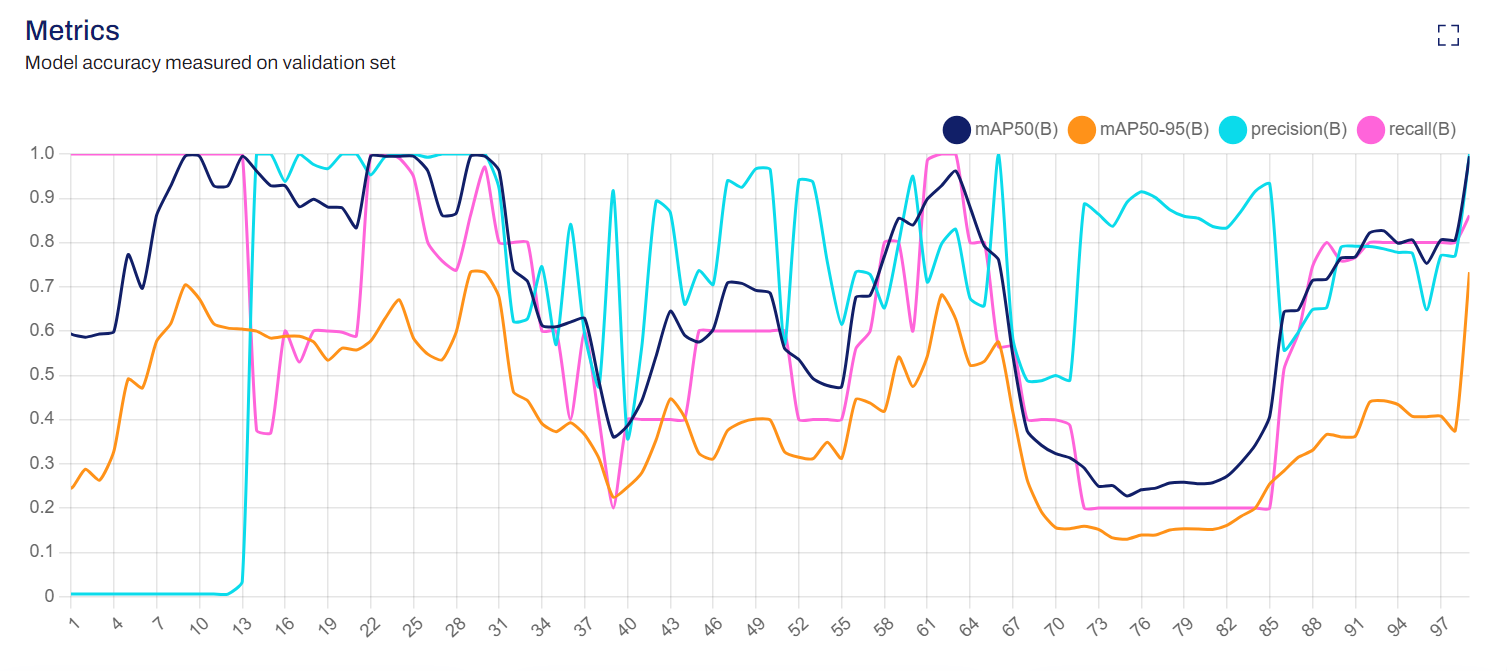 Metrics
Model accuracy measured on validation set
mAP50(B) mAP50-95(B) precision(B) recall(B)
1.0
0.9
0.8
0.7
0.6
0.5
0.4
0.3
0.2
0.1
0
1 4 7 10 13 16 19 22 25 28 31 34 37 40 43 46 49 52 55 58 61 64 67 70 73 76 79 82 85 88 91 94 97